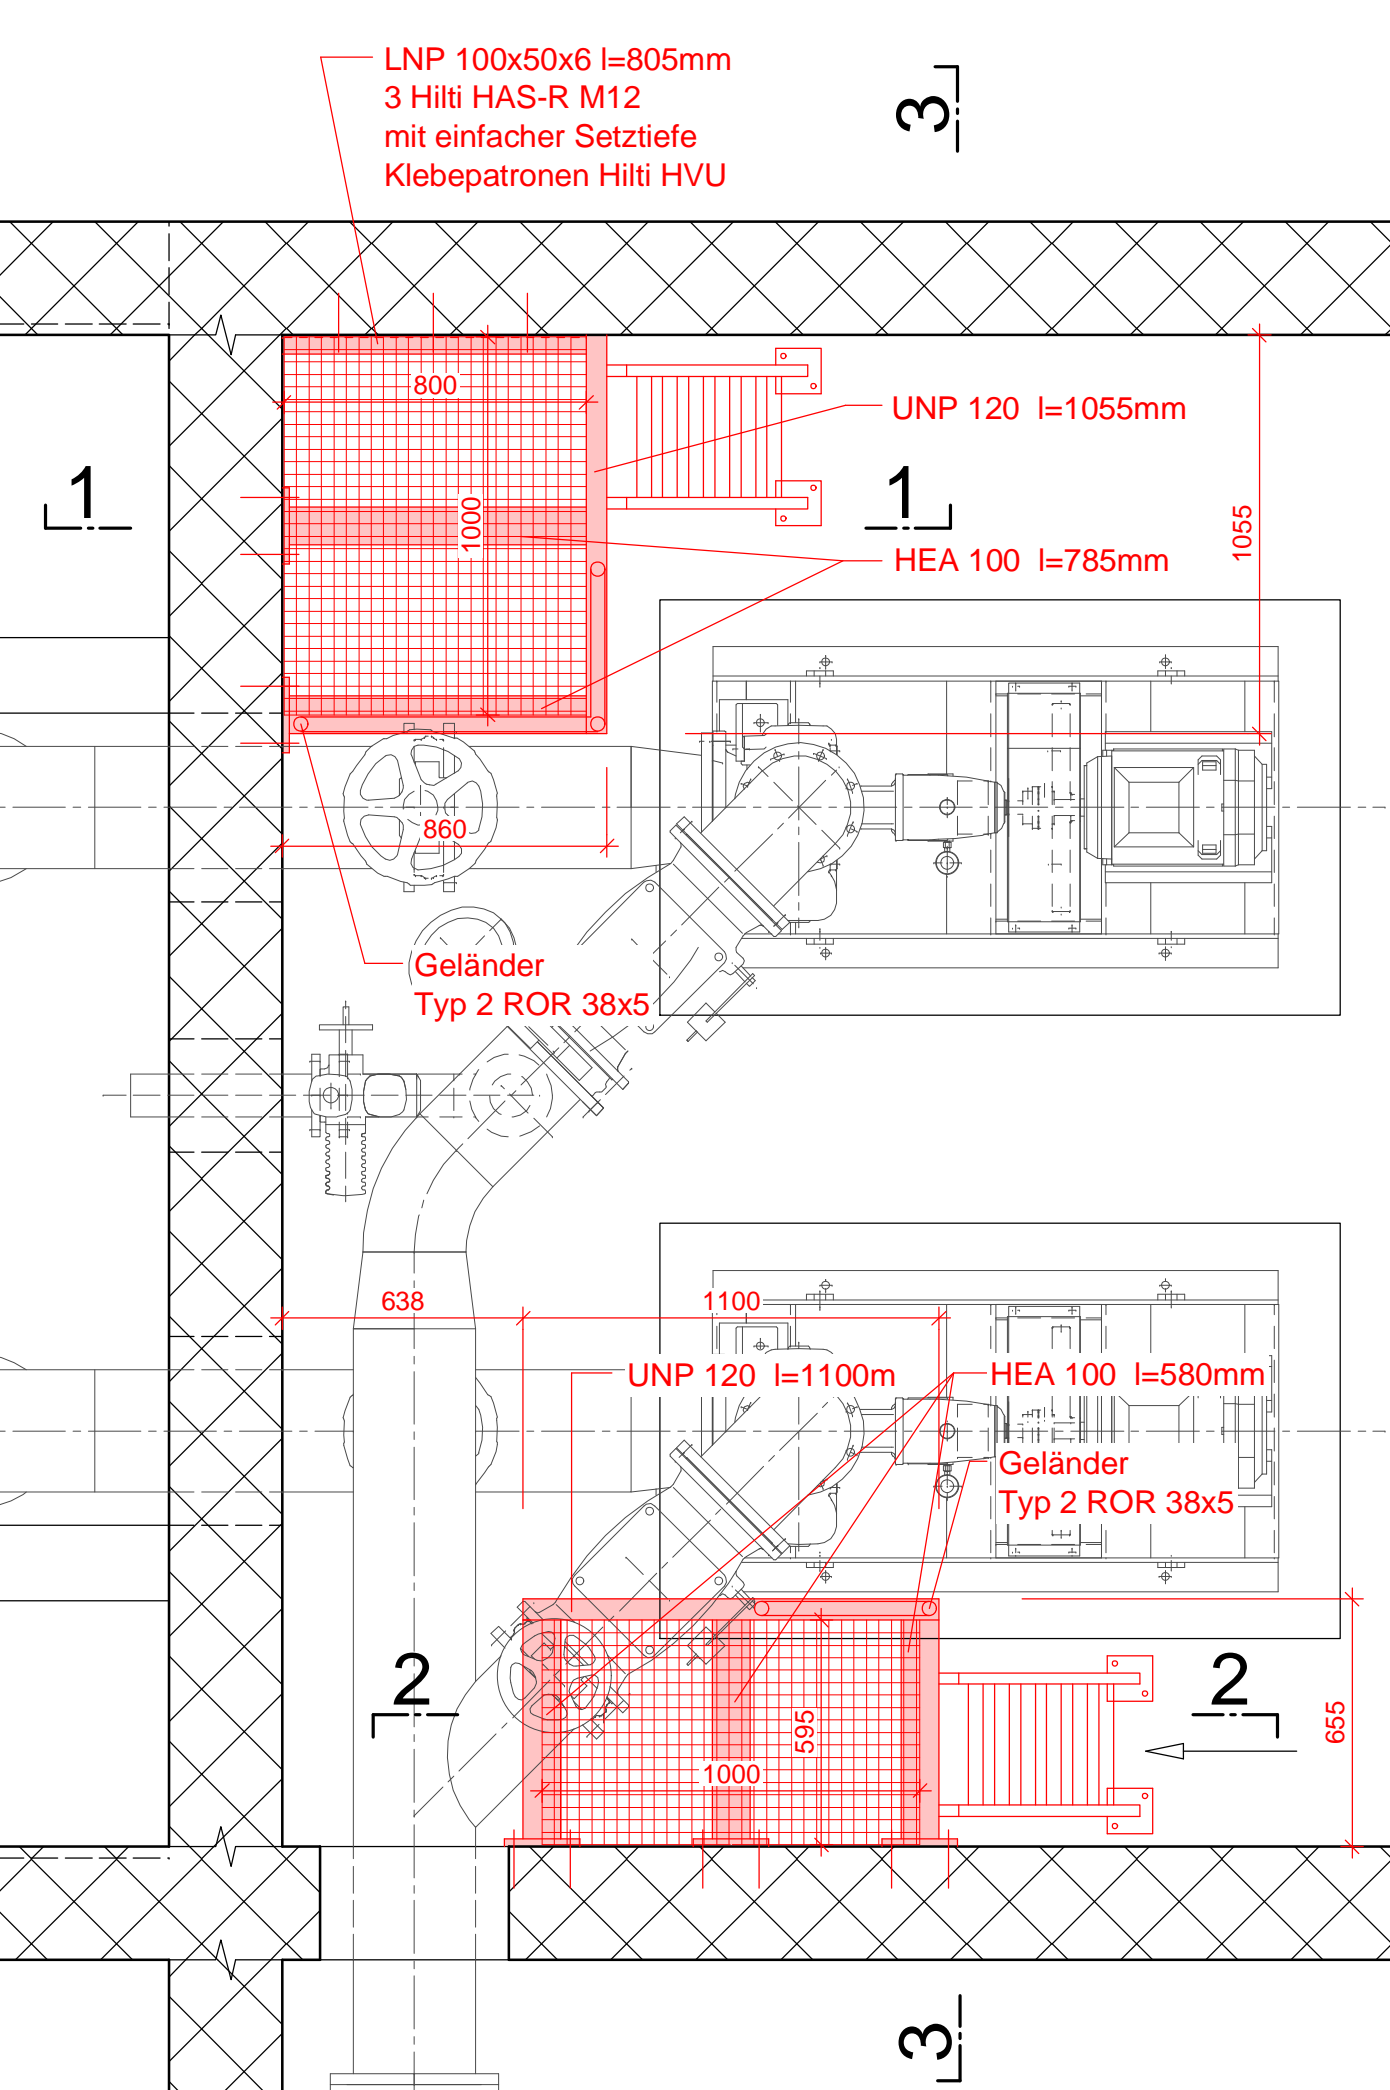 LNP 100x50x6 l=805mm
3 Hilti HAS-R M12
mit einfacher Setztiefe
Klebepatronen Hilti HVU
3
800
UNP 120 l=1055mm
1
1
1000
1055
HEA 100 l=785mm
860
Geländer
Typ 2 ROR 38x5
638
1100
UNP 120 l=1100m
HEA 100 l=580mm
Geländer
Typ 2 ROR 38x5
2
2
595
655
1000
3